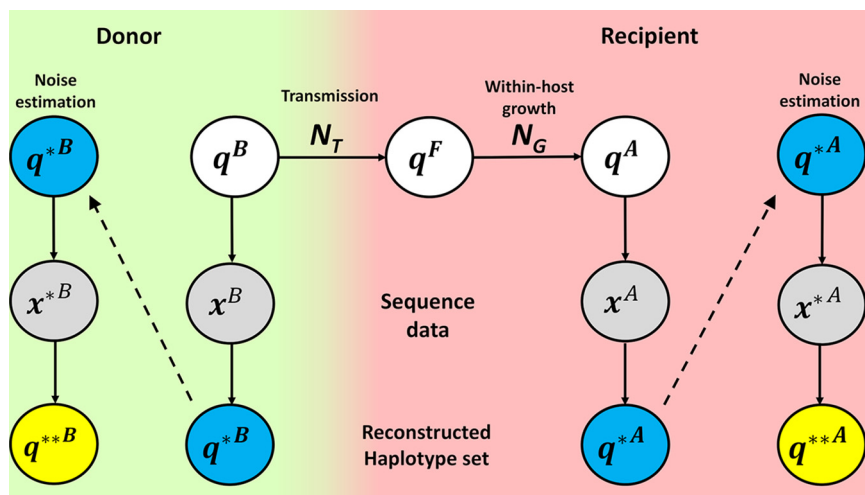 Donor
Recipient
Noise
estimation
Transmission
Within-host
growth
Noise
estimation
q*B
qB
NT
qF
NG
qA
q*A
x*B
xB
Sequence
data
xA
x*A
q**B
q*B
Reconstructed
Haplotype set
q*A
q**A